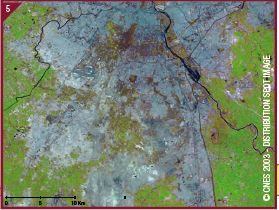 5
© CNES 2003 - DISTRIBUTION SPOT IMAGE
0 5 10 Km